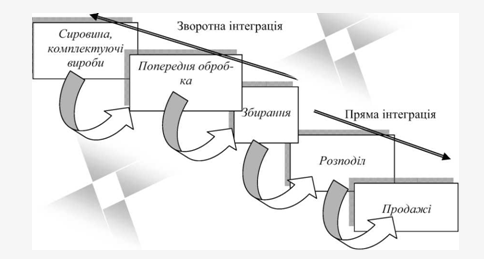 Зворотна інтеграція
Сировина,
комплектуючі
вироби
Попередня оброб-
ка
Збирання
Пряма інтеграція
Розподіл
Продажі